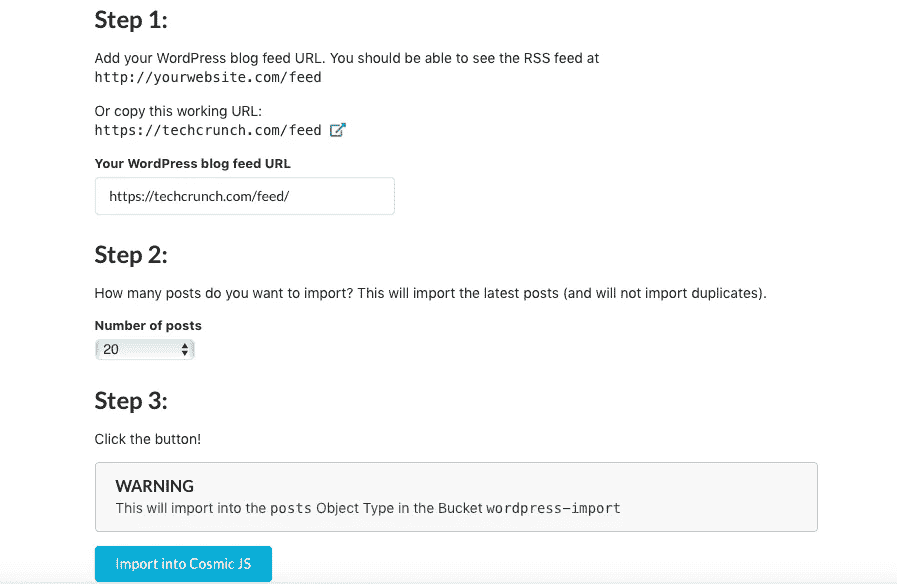 Step 1:
Add your WordPress blog feed URL. You should be able to see the RSS feed at
http://yourwebsite.com/feed
Or copy this working URL:
https://techcrunch.com/feed
Your WordPress blog feed URL
https://techcrunch.com/feed/
Step 2:
How many posts do you want to import? This will import the latest posts (and will not import duplicates).
Number of posts
20
Step 3:
Click the button!
WARNING
This will import into the posts Object Type in the Bucket wordpress-import
Import into Cosmic JS